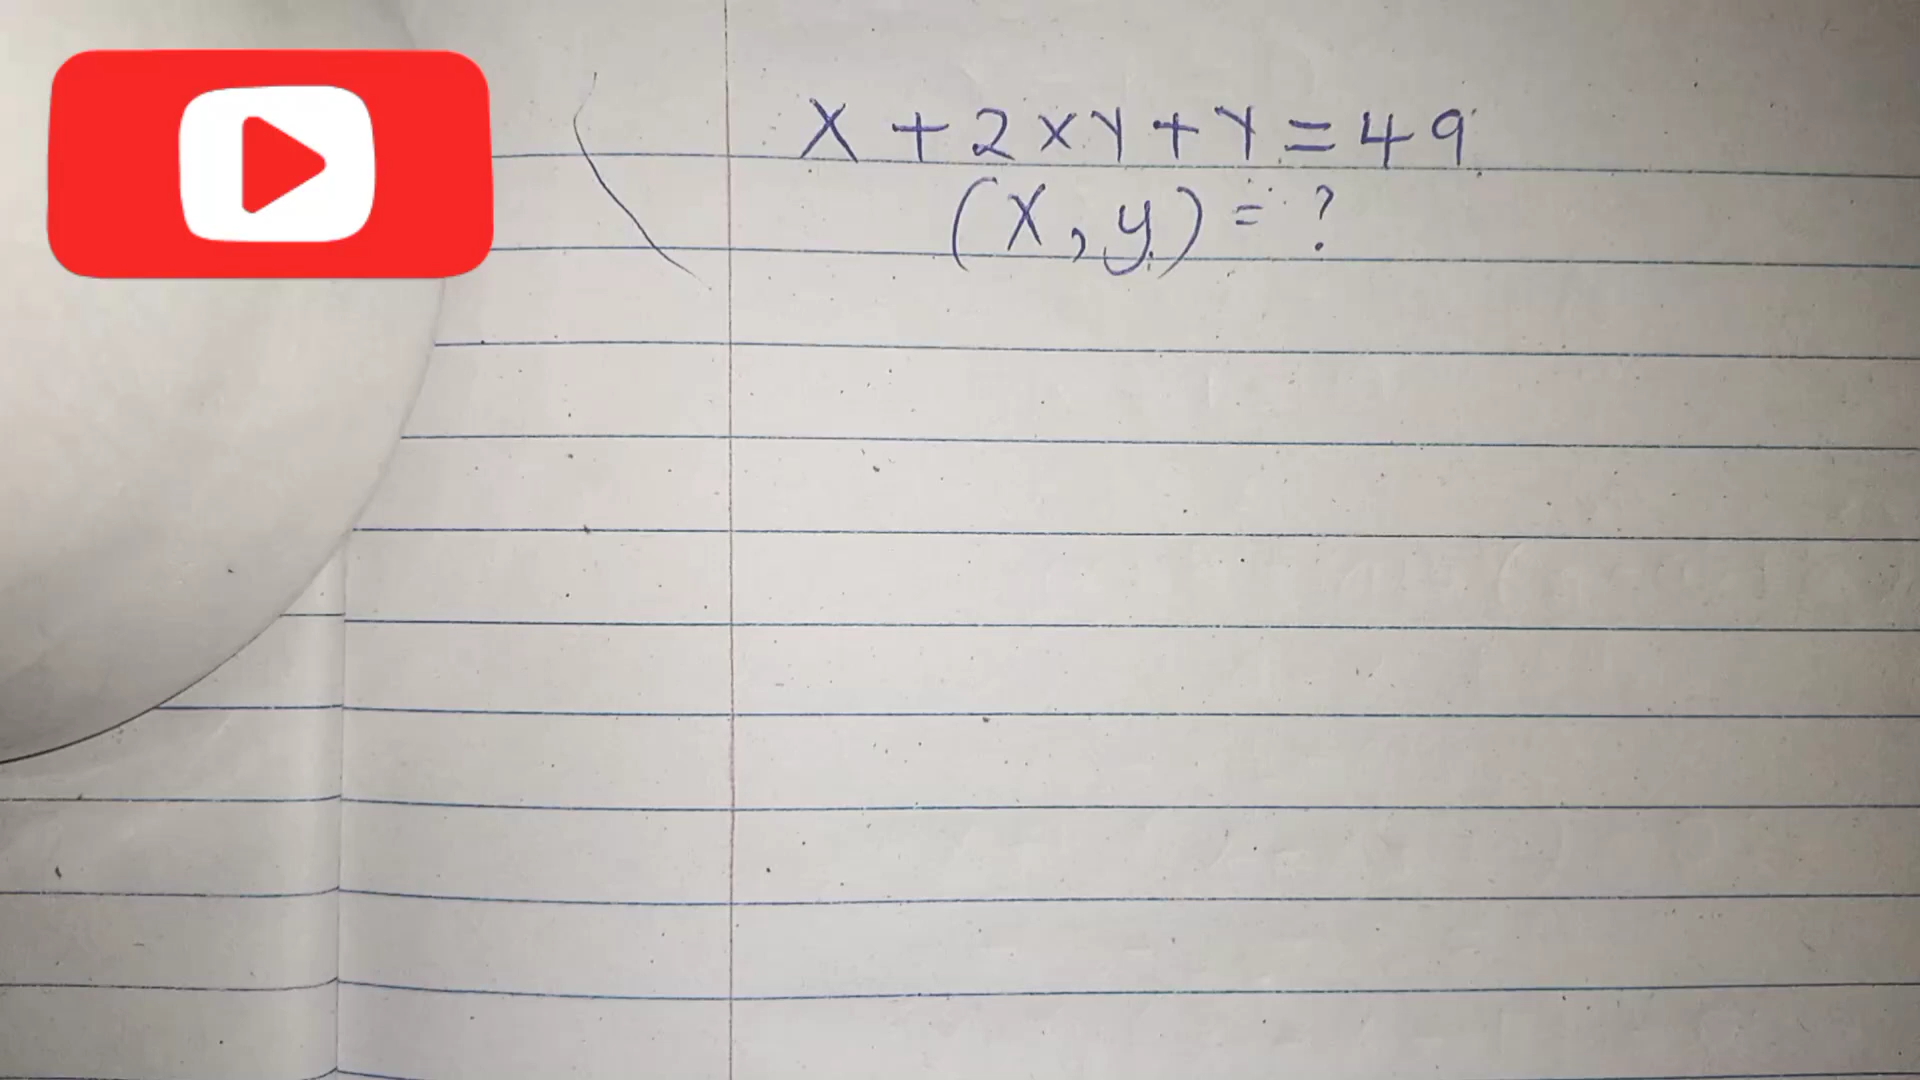 X + 2xy + y = 49
(x, y) = ?